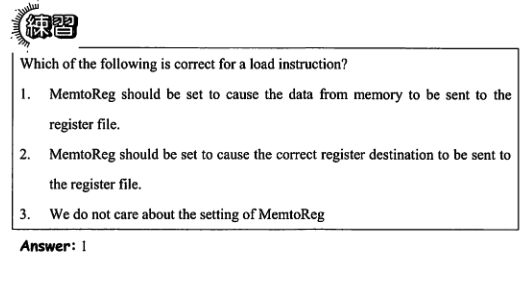 練習
Which of the following is correct for a load instruction?
1. MemtoReg should be set to cause the data from memory to be sent to the
register file.
2. MemtoReg should be set to cause the correct register destination to be sent to
the register file.
3. We do not care about the setting of MemtoReg
Answer: 1